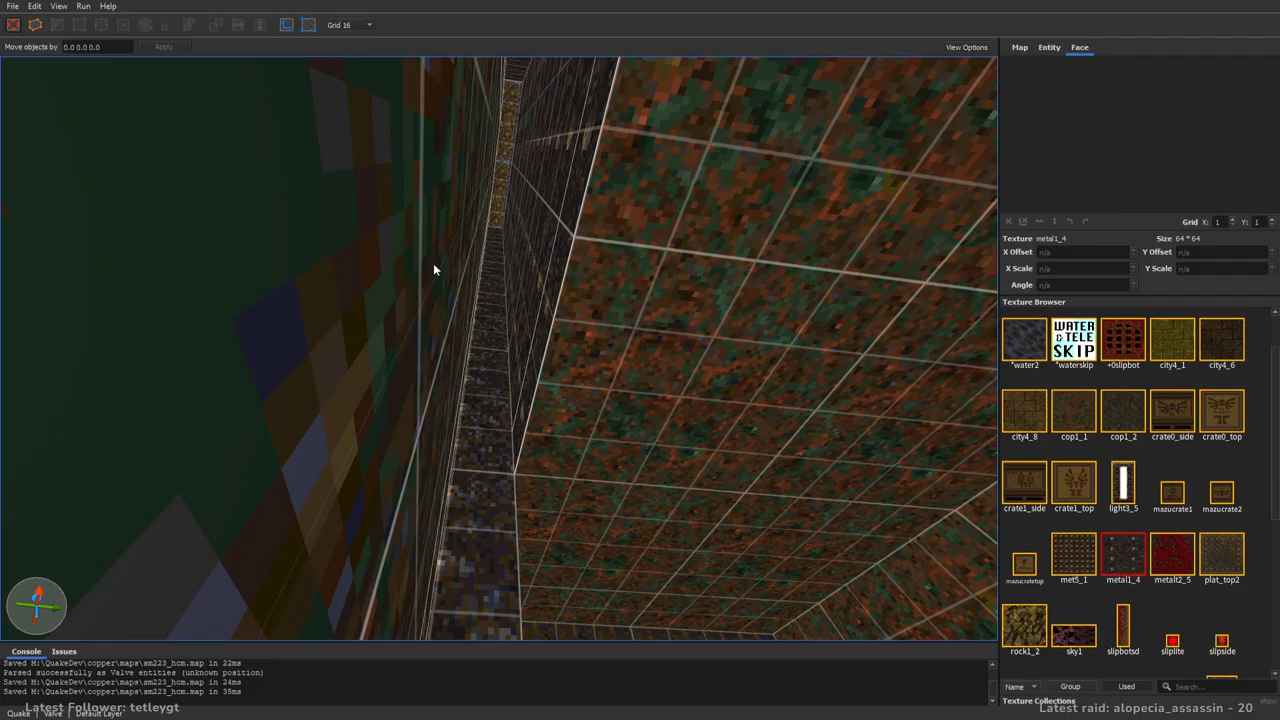 File Edit View Run Help
Grid 16
Move objects by 0.0 0.0 0.0 Apply View Options
Map Entity Face
Grid X: 1 Y: 1
Texture metal1_4 Size 64 * 64
X Offset n/a Y Offset n/a
X Scale n/a Y Scale n/a
Angle n/a
Texture Browser
WATER & TELE SKIP
*water2 *waterskip +0slipbot city4_1 city4_6
city4_8 cop1_1 cop1_2 crate0_side crate0_top
crate1_side crate1_top light3_5 mazucrate1 mazucrate2
mazucratetop met5_1 metal1_4 metalt2_5 plat_top2
rock1_2 sky1 slipbotsd sliplite slipside
Name Group Used Search...
Texture Collections show
Console Issues
Saved M:\QuakeDev\copper\maps\sm223_hcm.map in 22ms
Parsed successfully as Valve entities (unknown position)
Saved M:\QuakeDev\copper\maps\sm223_hcm.map in 24ms
Saved M:\QuakeDev\copper\maps\sm223_hcm.map in 35ms
Latest Follower: tetleygt
Latest raid: alopecia_assassin - 20
Quake Valve Default Layer